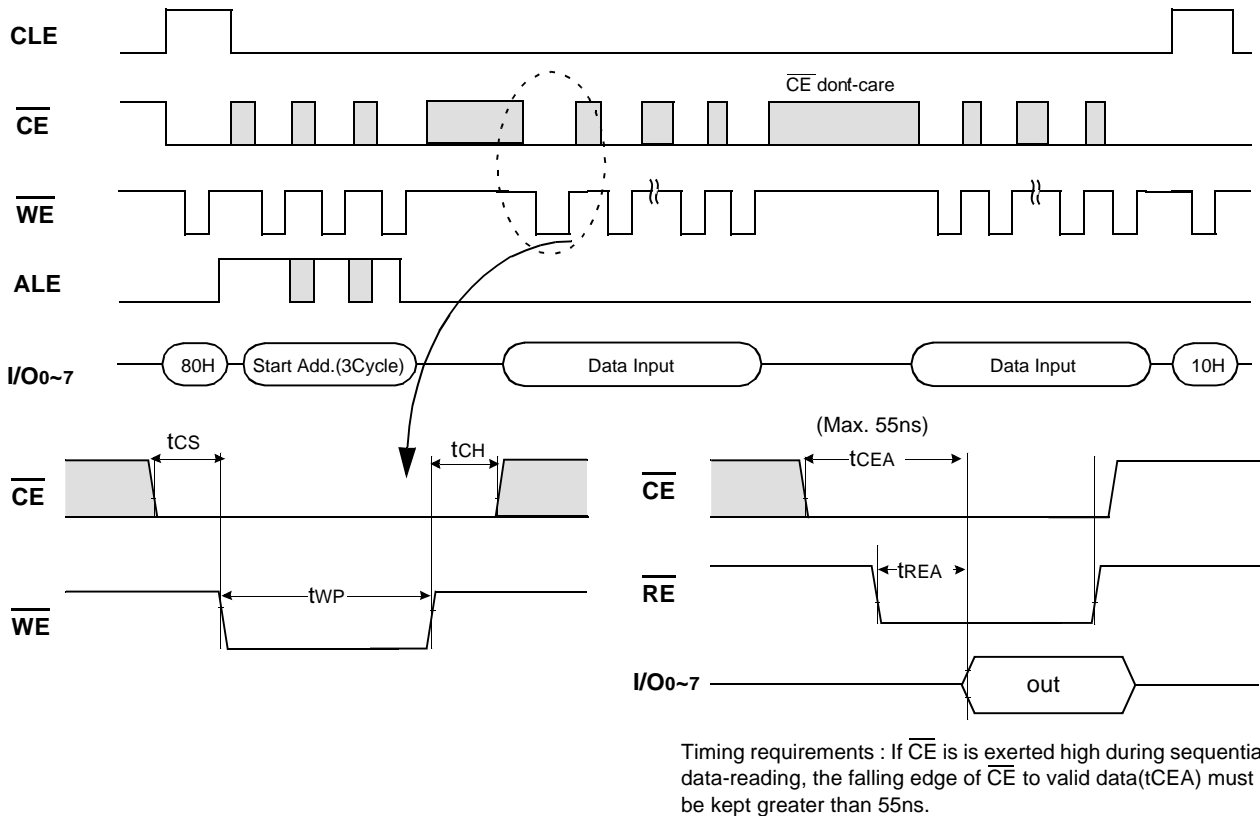 CLE
CE
CE dont-care
WE
ALE
I/O0~7
80H
Start Add.(3Cycle)
Data Input
Data Input
10H
tCS
tCH
CE
tWP
WE
(Max. 55ns)
tCEA
CE
tREA
RE
I/O0~7
out
Timing requirements : If CE is is exerted high during sequentia
data-reading, the falling edge of CE to valid data(tCEA) must
be kept greater than 55ns.